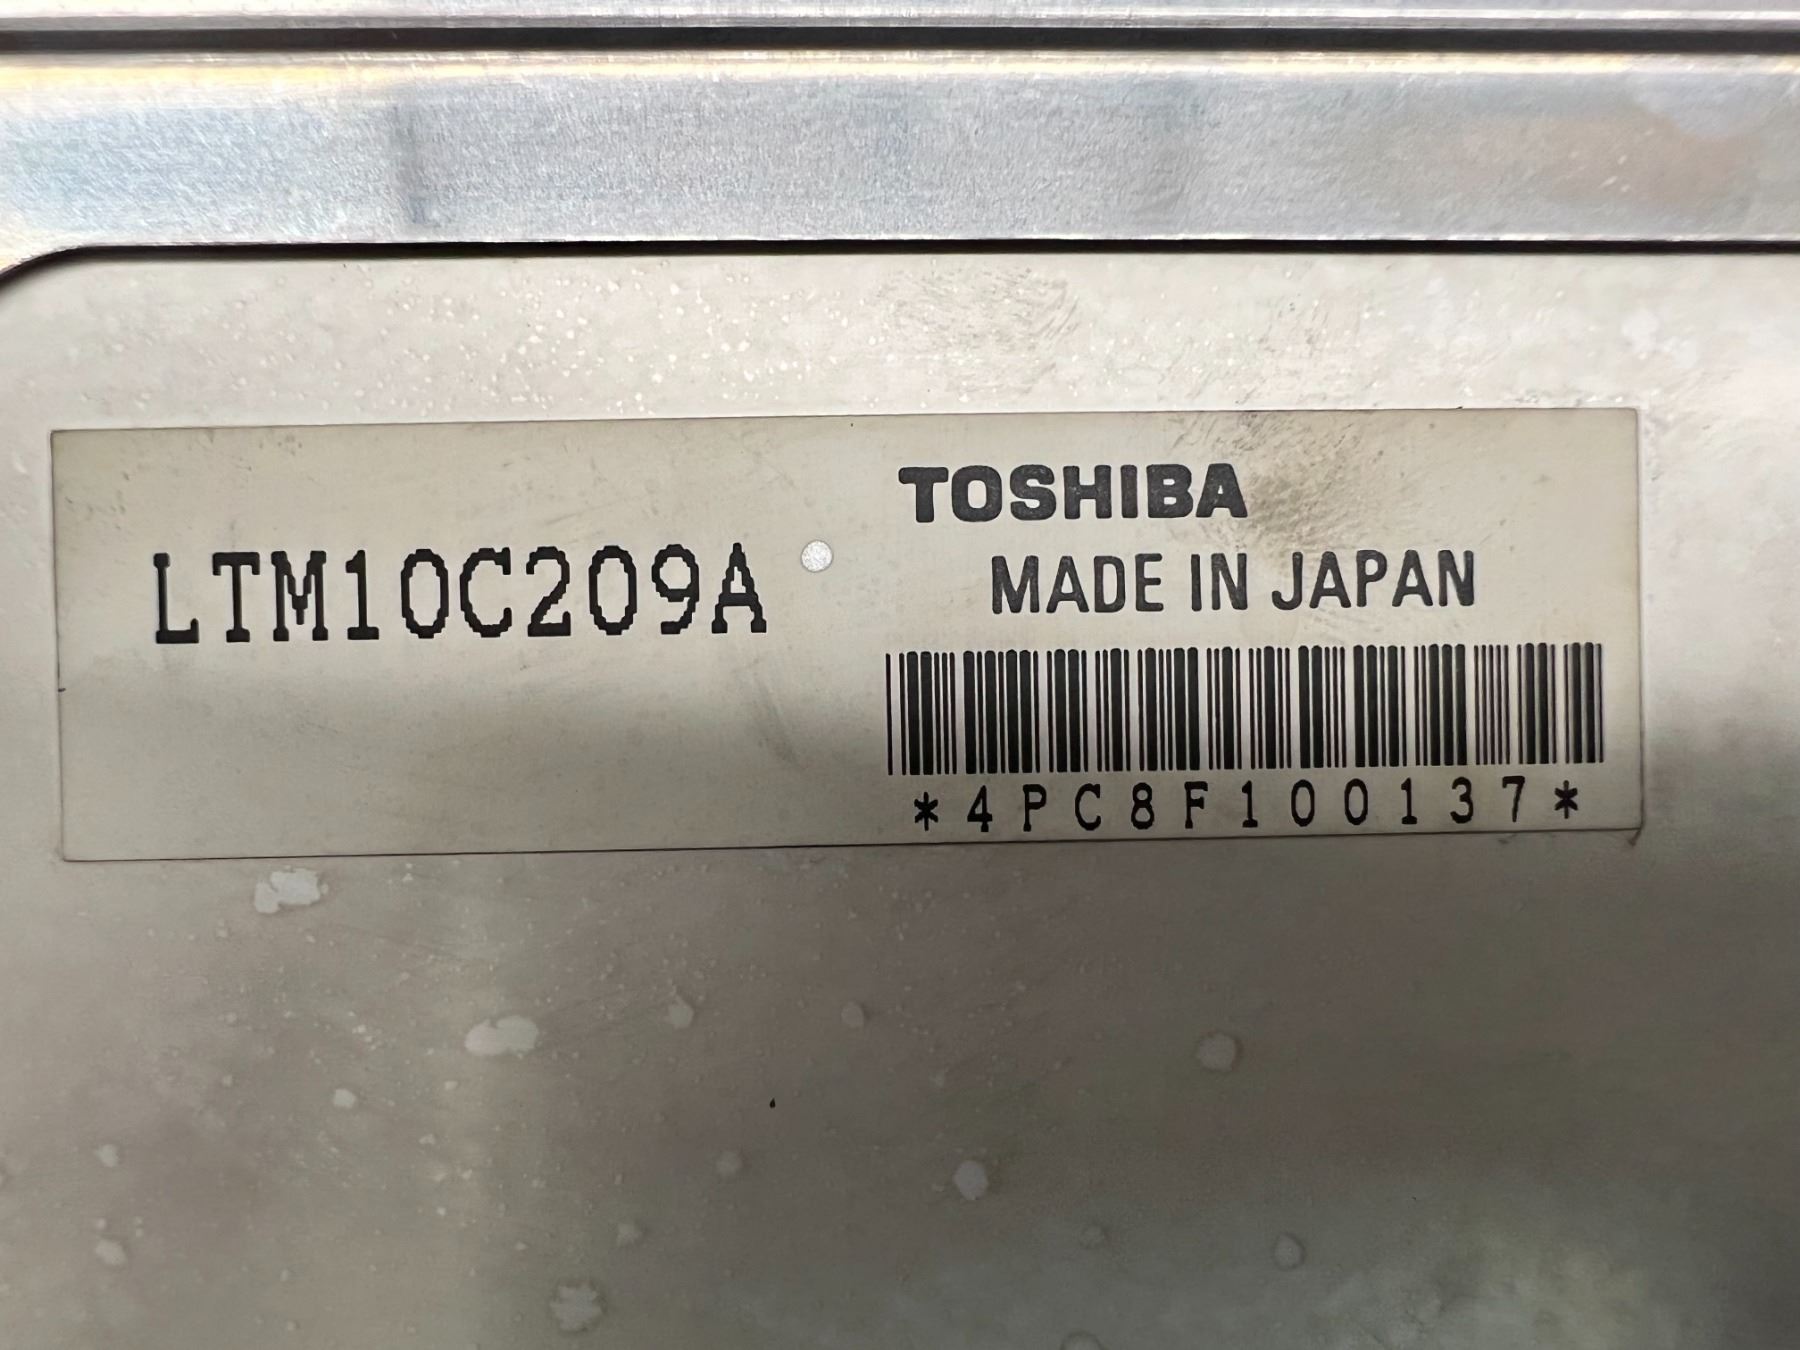 TOSHIBA
LTM10C209A
MADE IN JAPAN
*4PC8F100137*